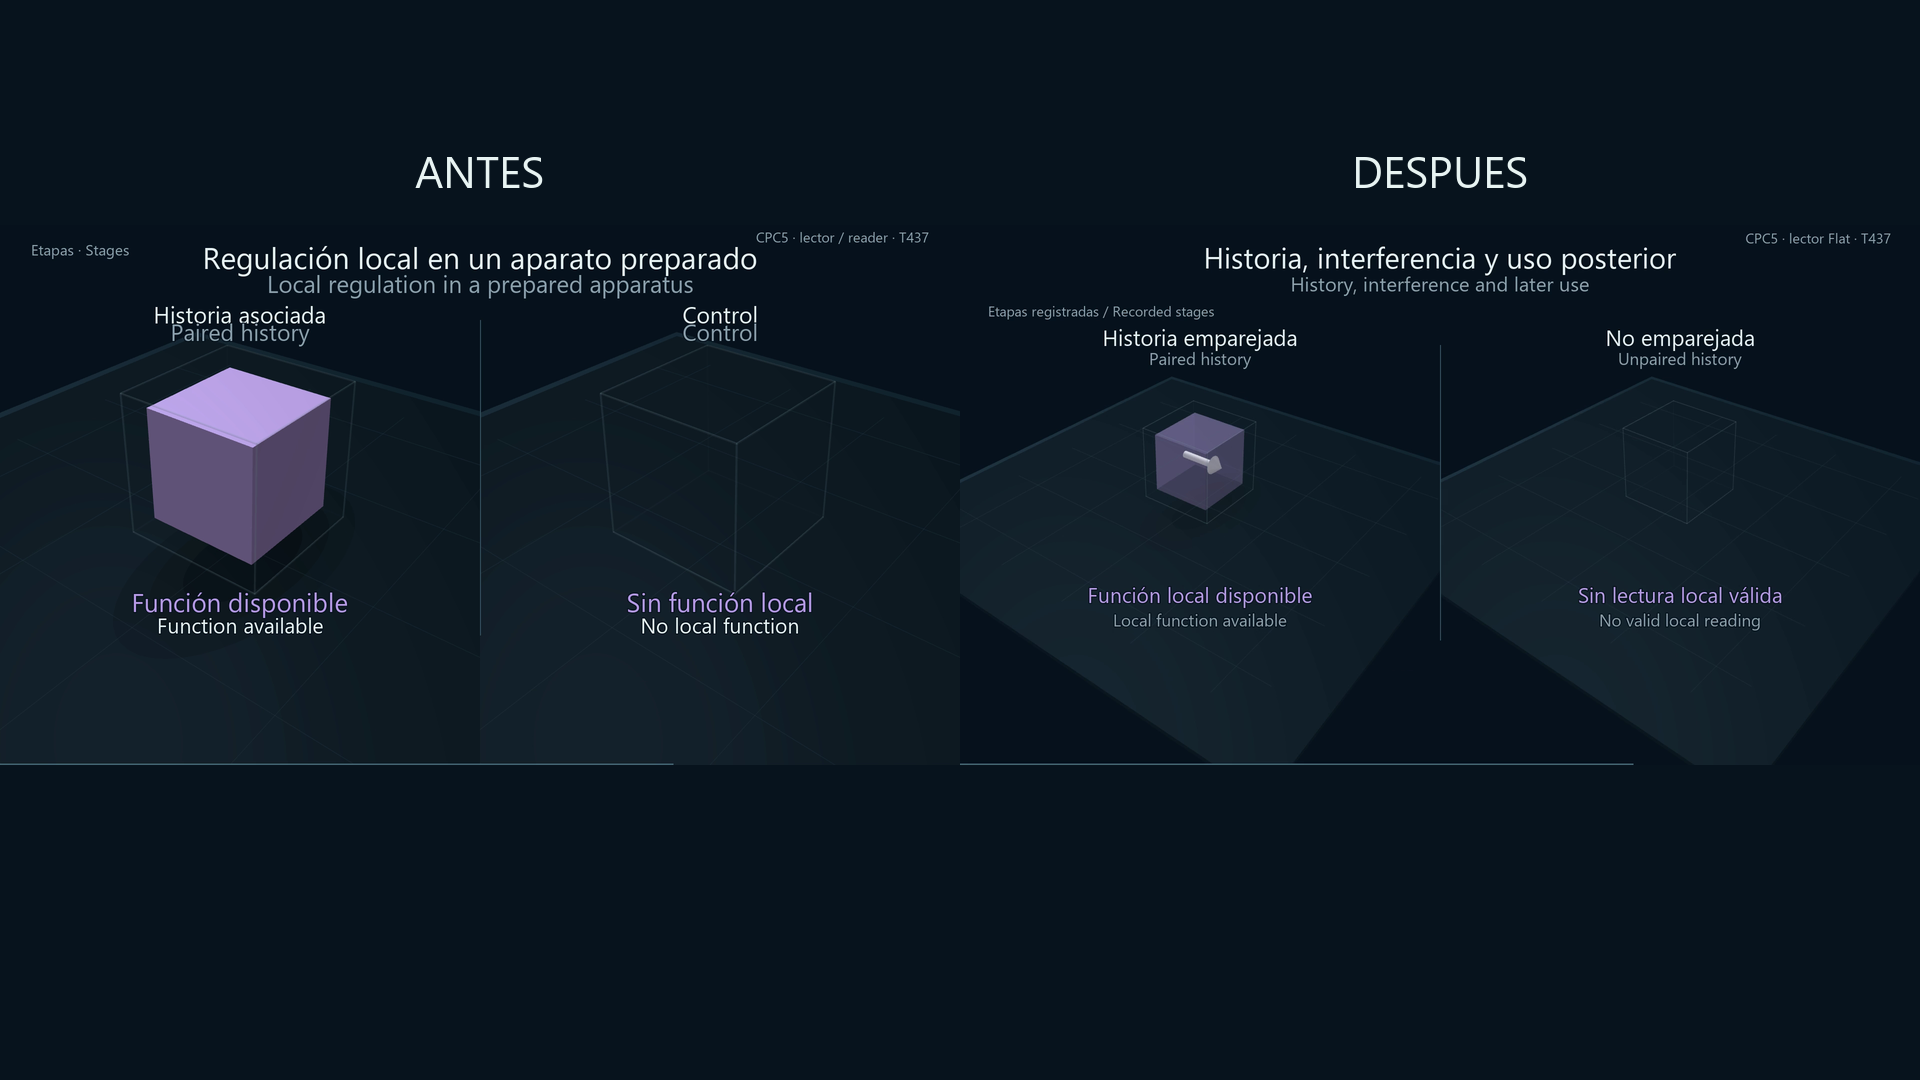 ANTES
CPC5 · lector / reader · T437
Etapas · Stages
Regulación local en un aparato preparado
Local regulation in a prepared apparatus
Historia asociada
Paired history
Control
Control
Función disponible
Function available
Sin función local
No local function
DESPUES
CPC5 · lector Flat · T437
Historia, interferencia y uso posterior
History, interference and later use
Etapas registradas / Recorded stages
Historia emparejada
Paired history
No emparejada
Unpaired history
Función local disponible
Local function available
Sin lectura local válida
No valid local reading